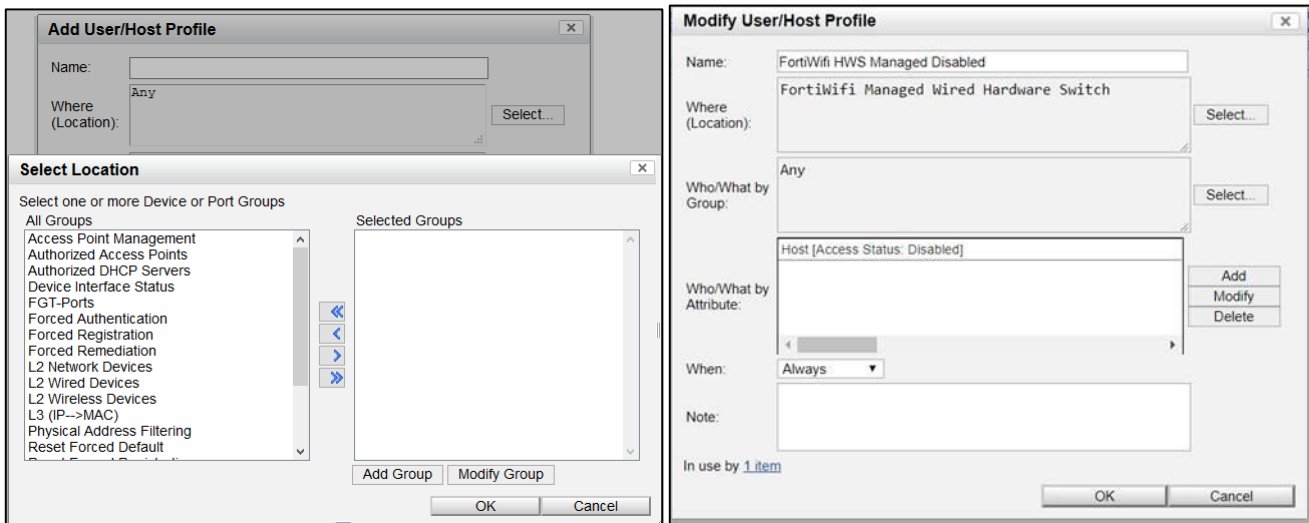 Add User/Host Profile
Name:
Where
(Location):
Any
Select...
Select Location
Select one or more Device or Port Groups
All Groups
Selected Groups
Access Point Management
Authorized Access Points
Authorized DHCP Servers
Device Interface Status
FGT-Ports
Forced Authentication
Forced Registration
Forced Remediation
L2 Network Devices
L2 Wired Devices
L2 Wireless Devices
L3 (IP-->MAC)
Physical Address Filtering
Reset Forced Default
Add Group
Modify Group
OK
Cancel
Modify User/Host Profile
Name:
FortiWifi HWS Managed Disabled
Where
(Location):
FortiWifi Managed Wired Hardware Switch
Select...
Who/What by
Group:
Any
Select...
Who/What by
Attribute:
Host [Access Status: Disabled]
Add
Modify
Delete
When:
Always
Note:
In use by 1 item
OK
Cancel